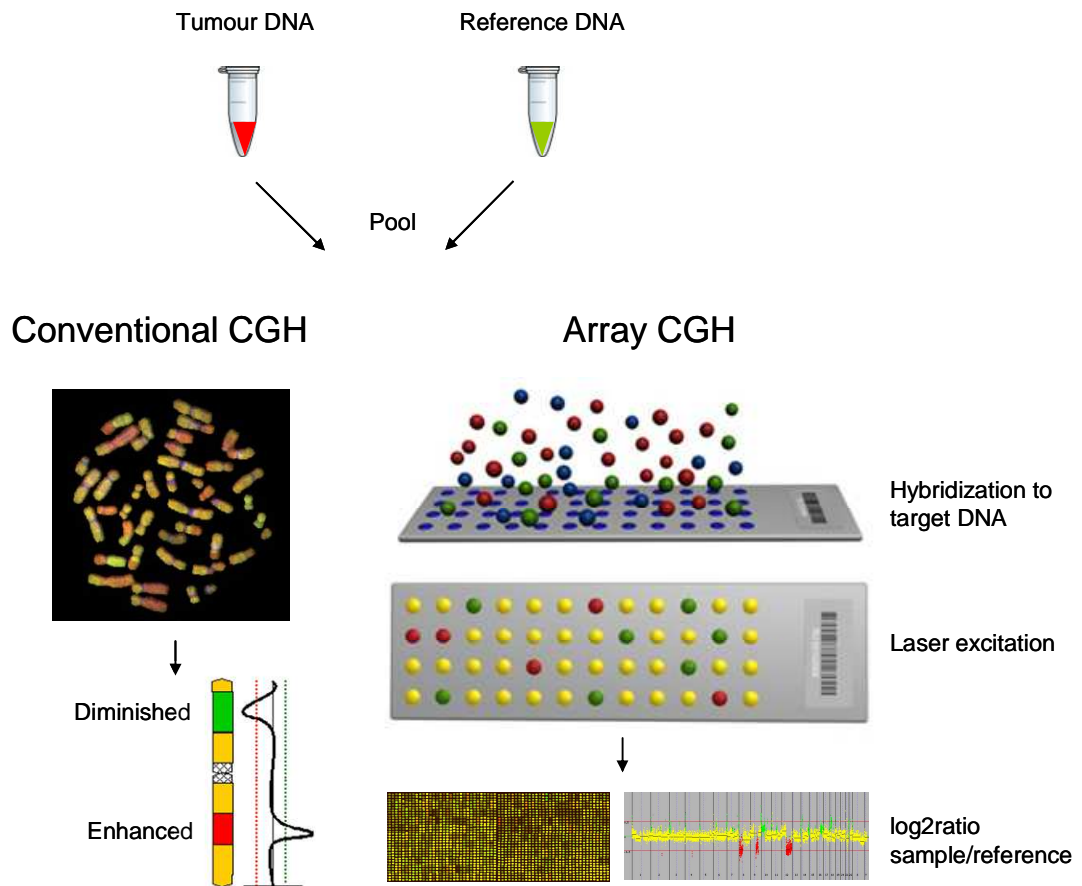 Tumour DNA
Reference DNA
Pool
Conventional CGH
Array CGH
Hybridization to
target DNA
Laser excitation
Diminished
Enhanced
log2ratio
sample/reference